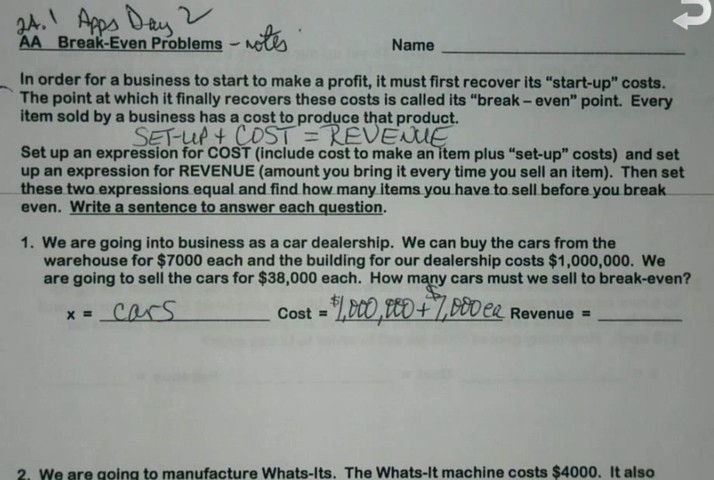 2A.1 Apps Day 2
AA Break-Even Problems - notes Name
In order for a business to start to make a profit, it must first recover its “start-up” costs.
The point at which it finally recovers these costs is called its “break – even” point. Every
item sold by a business has a cost to produce that product.
SET-UP + COST = REVENUE
Set up an expression for COST (include cost to make an item plus “set-up” costs) and set
up an expression for REVENUE (amount you bring it every time you sell an item). Then set
these two expressions equal and find how many items you have to sell before you break
even. Write a sentence to answer each question.
1. We are going into business as a car dealership. We can buy the cars from the
warehouse for $7000 each and the building for our dealership costs $1,000,000. We
are going to sell the cars for $38,000 each. How many cars must we sell to break-even?
x = cars Cost = $1,000,000 + $7,000 ea Revenue =
2. We are going to manufacture Whats-Its. The Whats-It machine costs $4000. It also